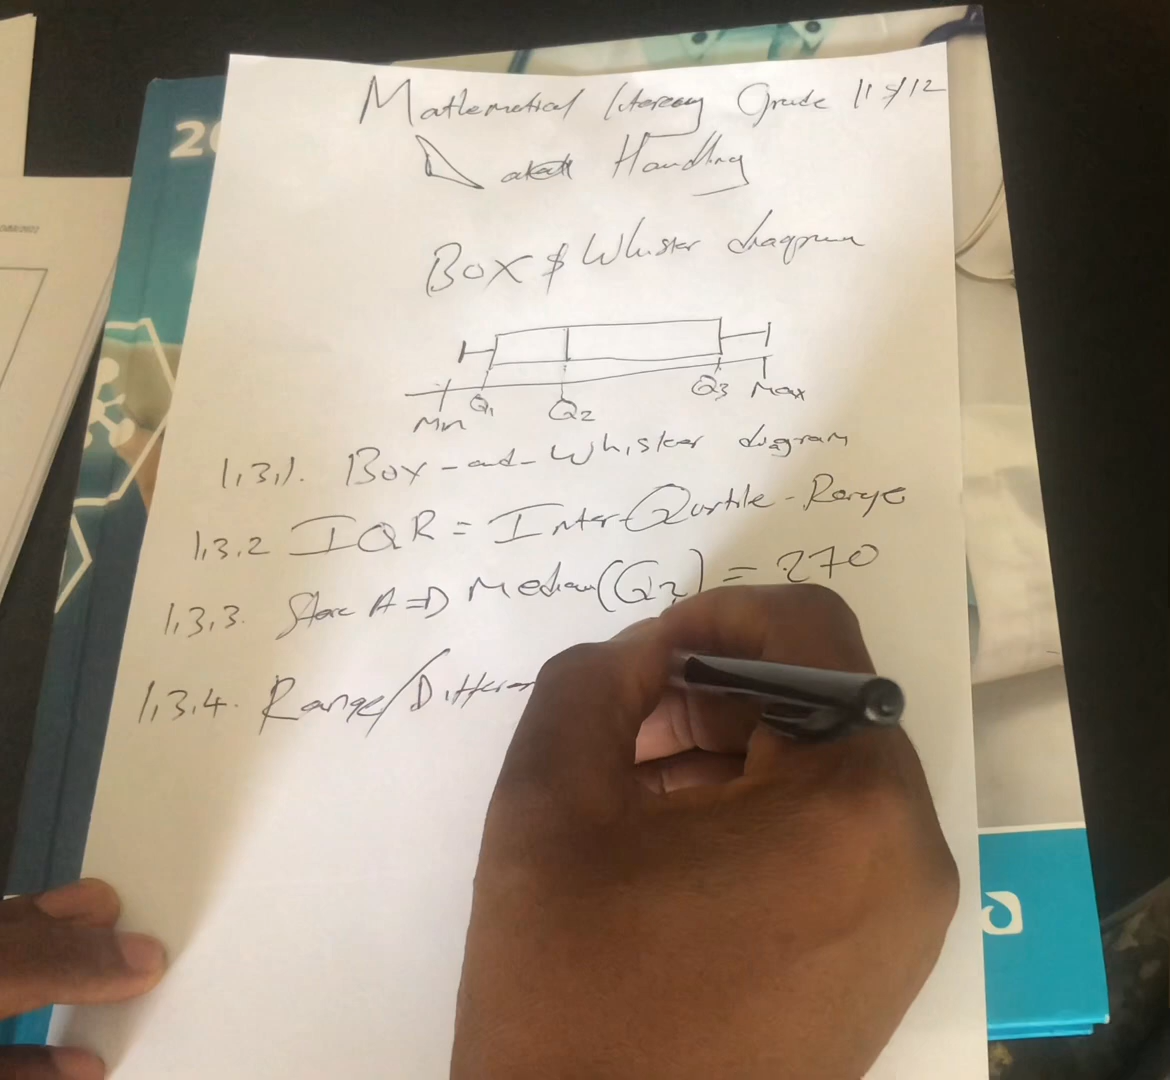 Mathematical literacy Grade 11 & 12
Data Handling
Box & Whisker diagram
Min Q1 Q2 Q3 Max
1.3.1. Box-and-Whisker diagram
1.3.2 IQR = Inter-Quartile-Range
1.3.3. Store A => Median(Q2) = 270
1.3.4. Range/Differen
20